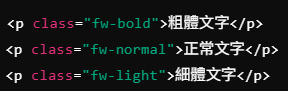 <p class="fw-bold">粗體文字</p>
<p class="fw-normal">正常文字</p>
<p class="fw-light">細體文字</p>